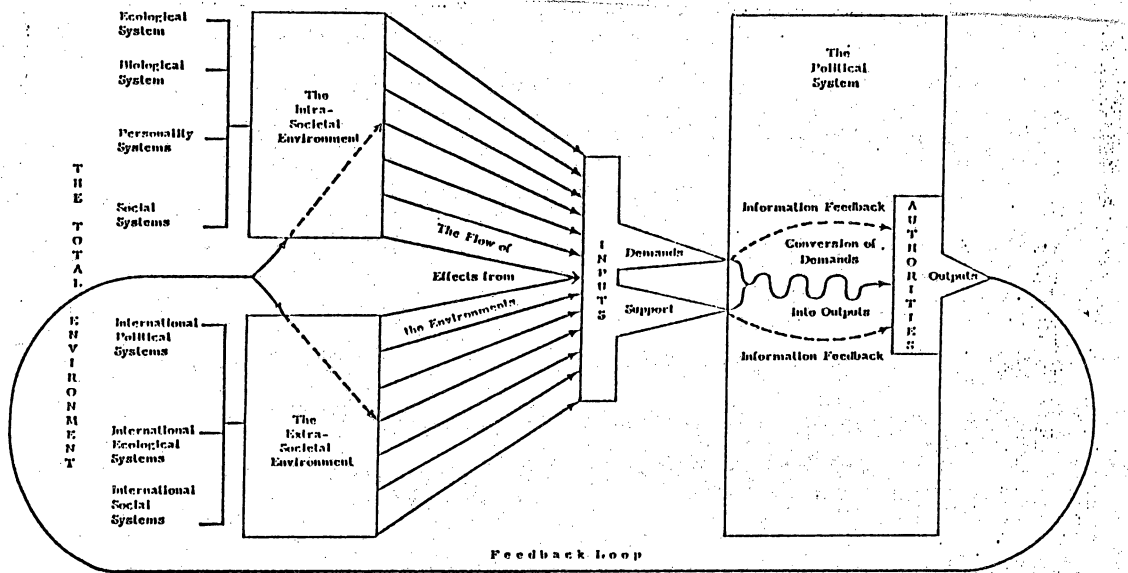 Ecological
System
Biological
System
Personality
Systems
Social
Systems
The
Intra-
Societal
Environment
THE TOTAL ENVIRONMENT
International
Political
Systems
International
Ecological
Systems
International
Social
Systems
The
Extra-
Societal
Environment
The Flow of
Effects from
the Environments
INPUTS
Demands
Support
The
Political
System
Information Feedback
Conversion of
Demands
Into Outputs
Information Feedback
AUTHORITIES
Outputs
Feedback Loop